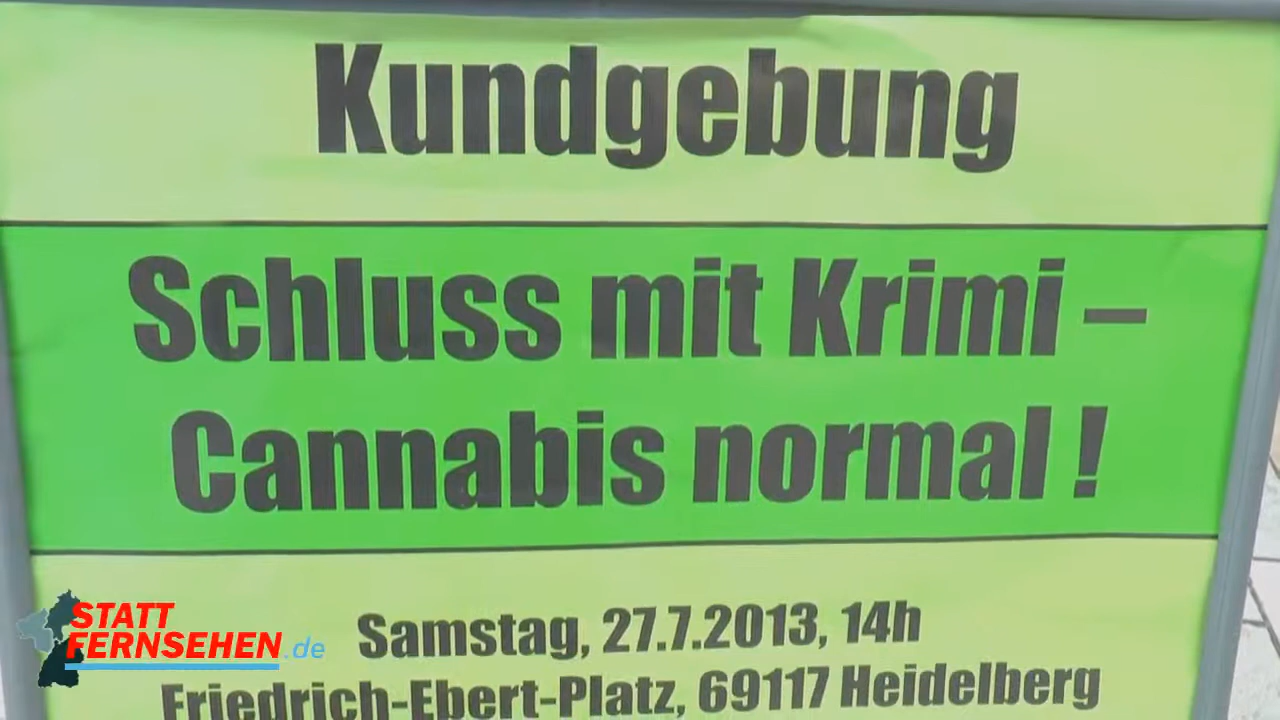 Kundgebung
Schluss mit Krimi –
Cannabis normal !
Samstag, 27.7.2013, 14h
Friedrich-Ebert-Platz, 69117 Heidelberg
STATT
FERNSEHEN.de